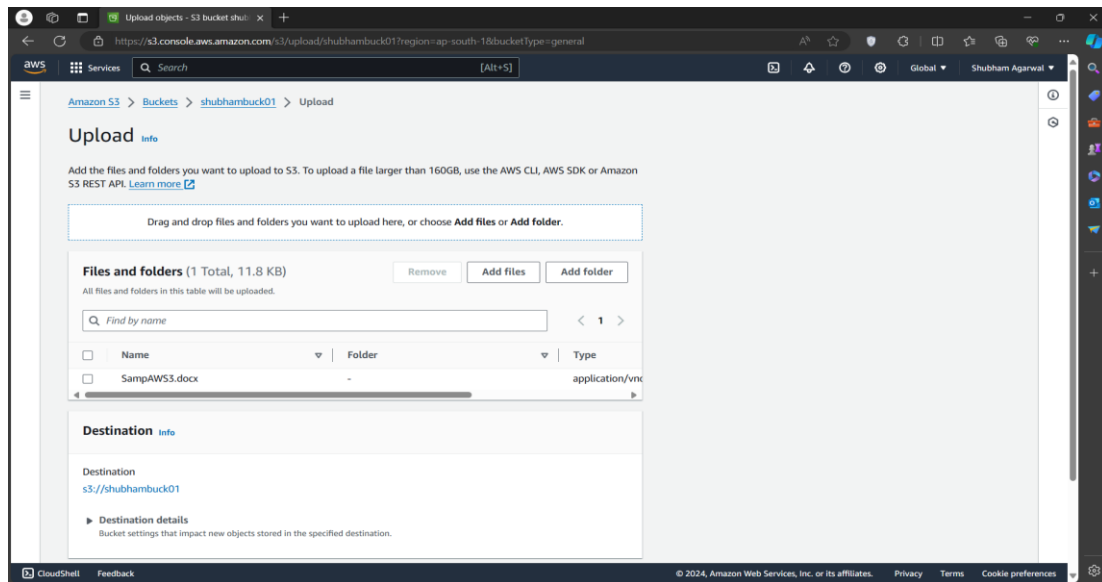 Upload objects - S3 bucket shub
https://s3.console.aws.amazon.com/s3/upload/shubhambuck01?region=ap-south-1&bucketType=general
aws Services Search [Alt+S] Global Shubham Agarwal
Amazon S3 > Buckets > shubhambuck01 > Upload
Upload Info
Add the files and folders you want to upload to S3. To upload a file larger than 160GB, use the AWS CLI, AWS SDK or Amazon
S3 REST API. Learn more
Drag and drop files and folders you want to upload here, or choose Add files or Add folder.
Files and folders (1 Total, 11.8 KB) Remove Add files Add folder
All files and folders in this table will be uploaded.
Find by name < 1 >
Name Folder Type
SampAWS3.docx - application/vnd
Destination Info
Destination
s3://shubhambuck01
Destination details
Bucket settings that impact new objects stored in the specified destination.
CloudShell Feedback © 2024, Amazon Web Services, Inc. or its affiliates. Privacy Terms Cookie preferences